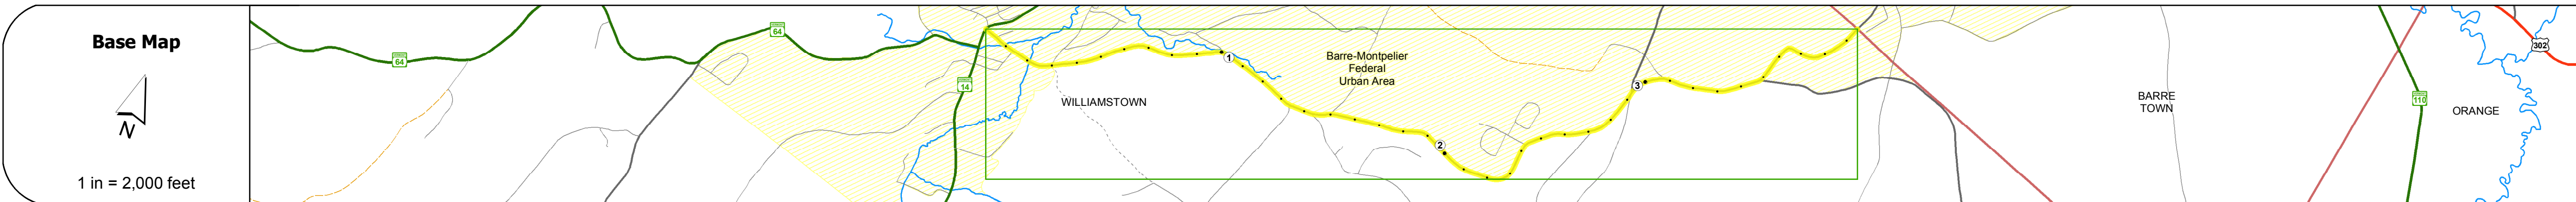 Base Map
N
1 in = 2,000 feet
64
64
14
1
WILLIAMSTOWN
Barre-Montpelier
Federal
Urban Area
2
3
BARRE
TOWN
110
ORANGE
302